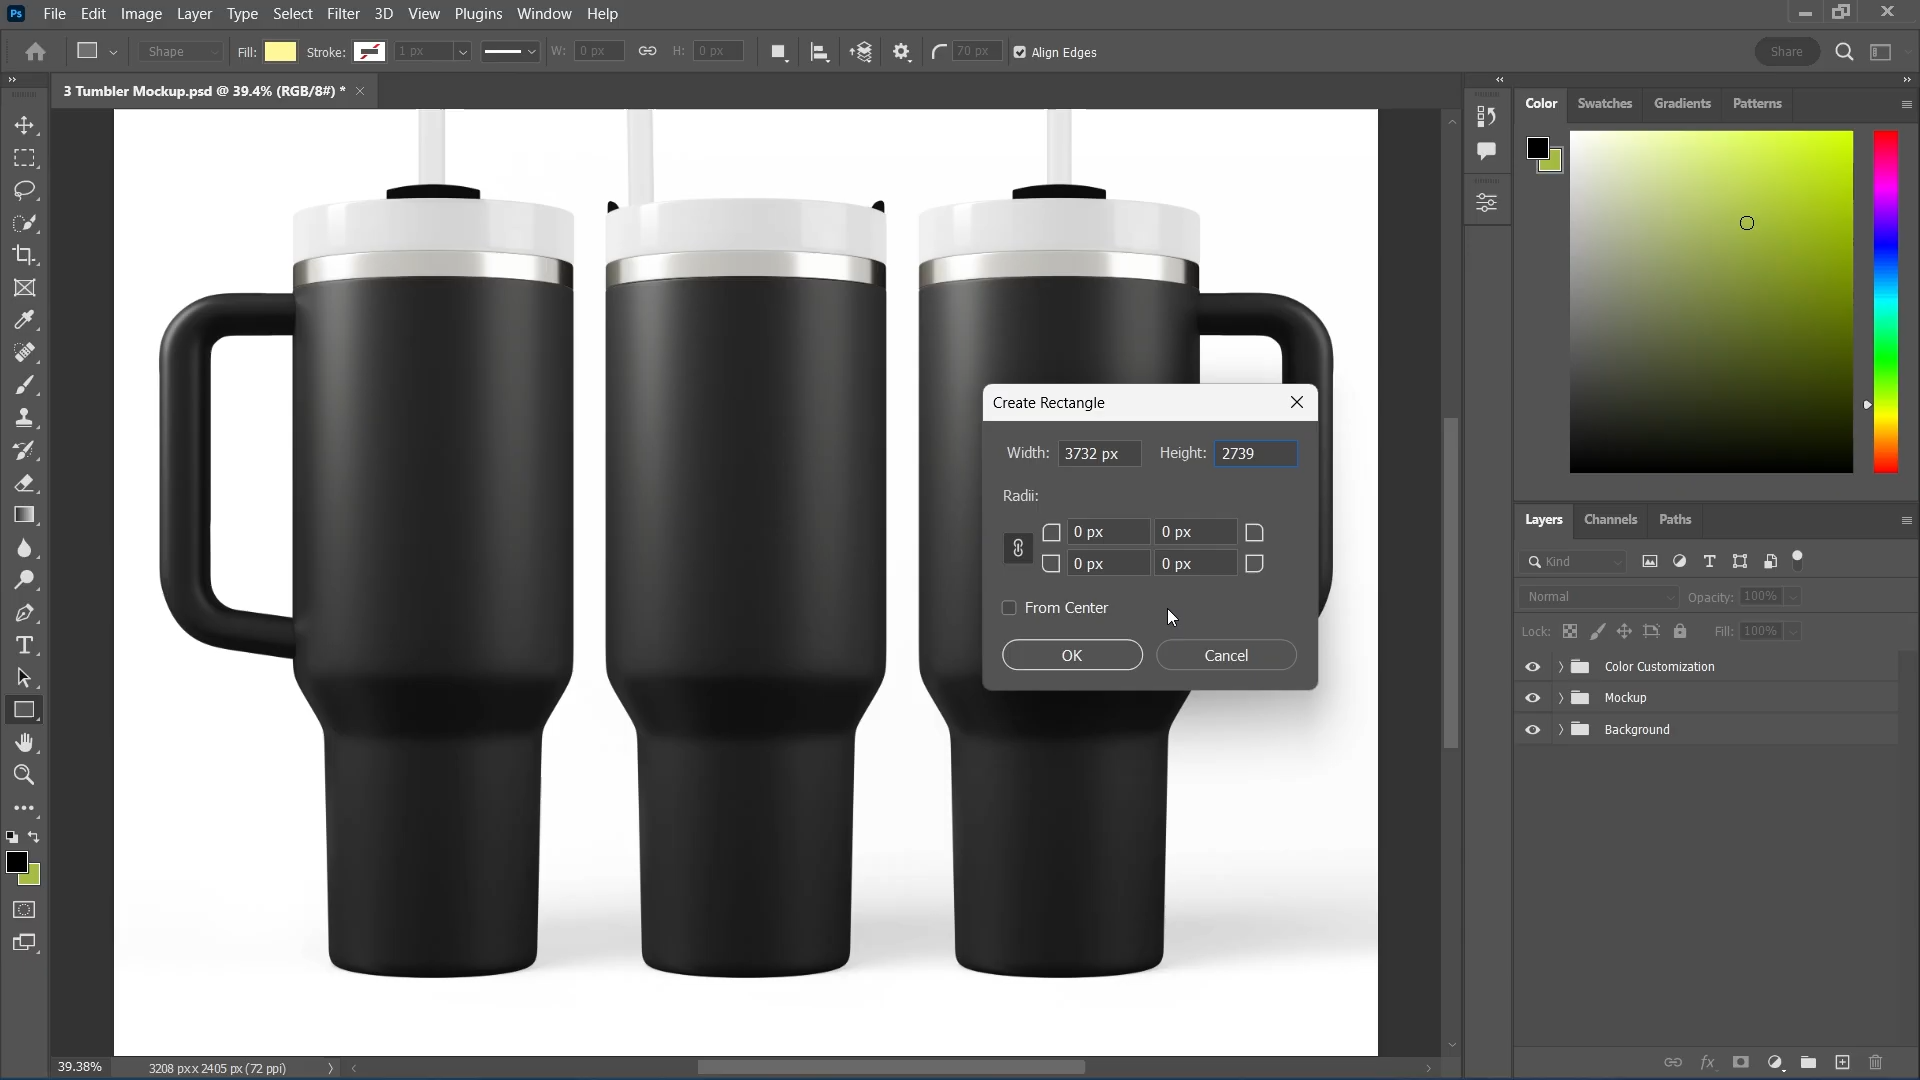 Ps File Edit Image Layer Type Select Filter 3D View Plugins Window Help
Shape Fill: Stroke: 1 px W: 0 px H: 0 px 70 px Align Edges Share
3 Tumbler Mockup.psd @ 39.4% (RGB/8#) *
Color Swatches Gradients Patterns
Create Rectangle
Width: 3732 px Height: 2739
Radii:
0 px 0 px
0 px 0 px
From Center
OK Cancel
Layers Channels Paths
Kind
Normal Opacity: 100%
Lock: Fill: 100%
Color Customization
Mockup
Background
39.38% 3208 px x 2405 px (72 ppi)